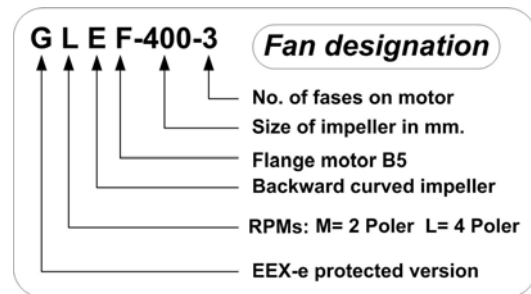 GLEF-400-3
Fan designation
No. of fases on motor
Size of impeller in mm.
Flange motor B5
Backward curved impeller
RPMs: M= 2 Poler L= 4 Poler
EEX-e protected version